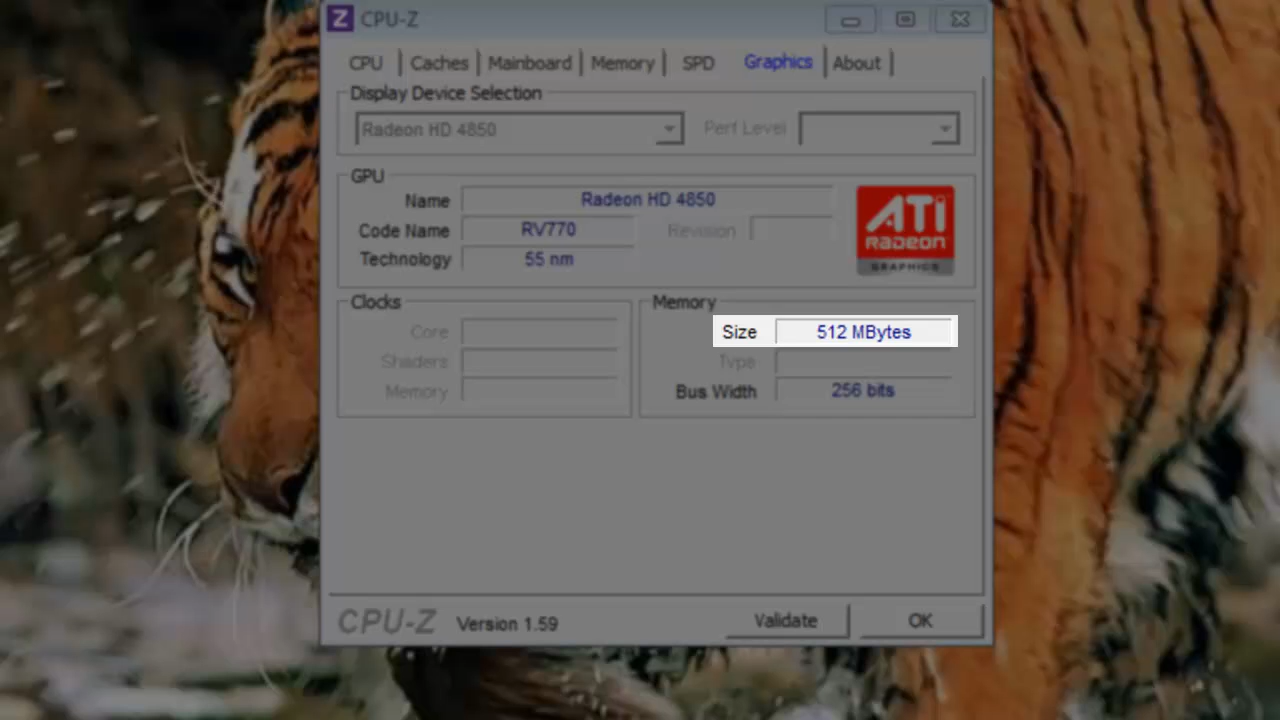 CPU-Z
CPU Caches Mainboard Memory SPD Graphics About
Display Device Selection
Radeon HD 4850 Perf Level
GPU
Name Radeon HD 4850
Code Name RV770 Revision
Technology 55 nm
ATI
RADEON
GRAPHICS
Clocks
Core
Shaders
Memory
Memory
Size 512 MBytes
Type
Bus Width 256 bits
CPU-Z Version 1.59 Validate OK